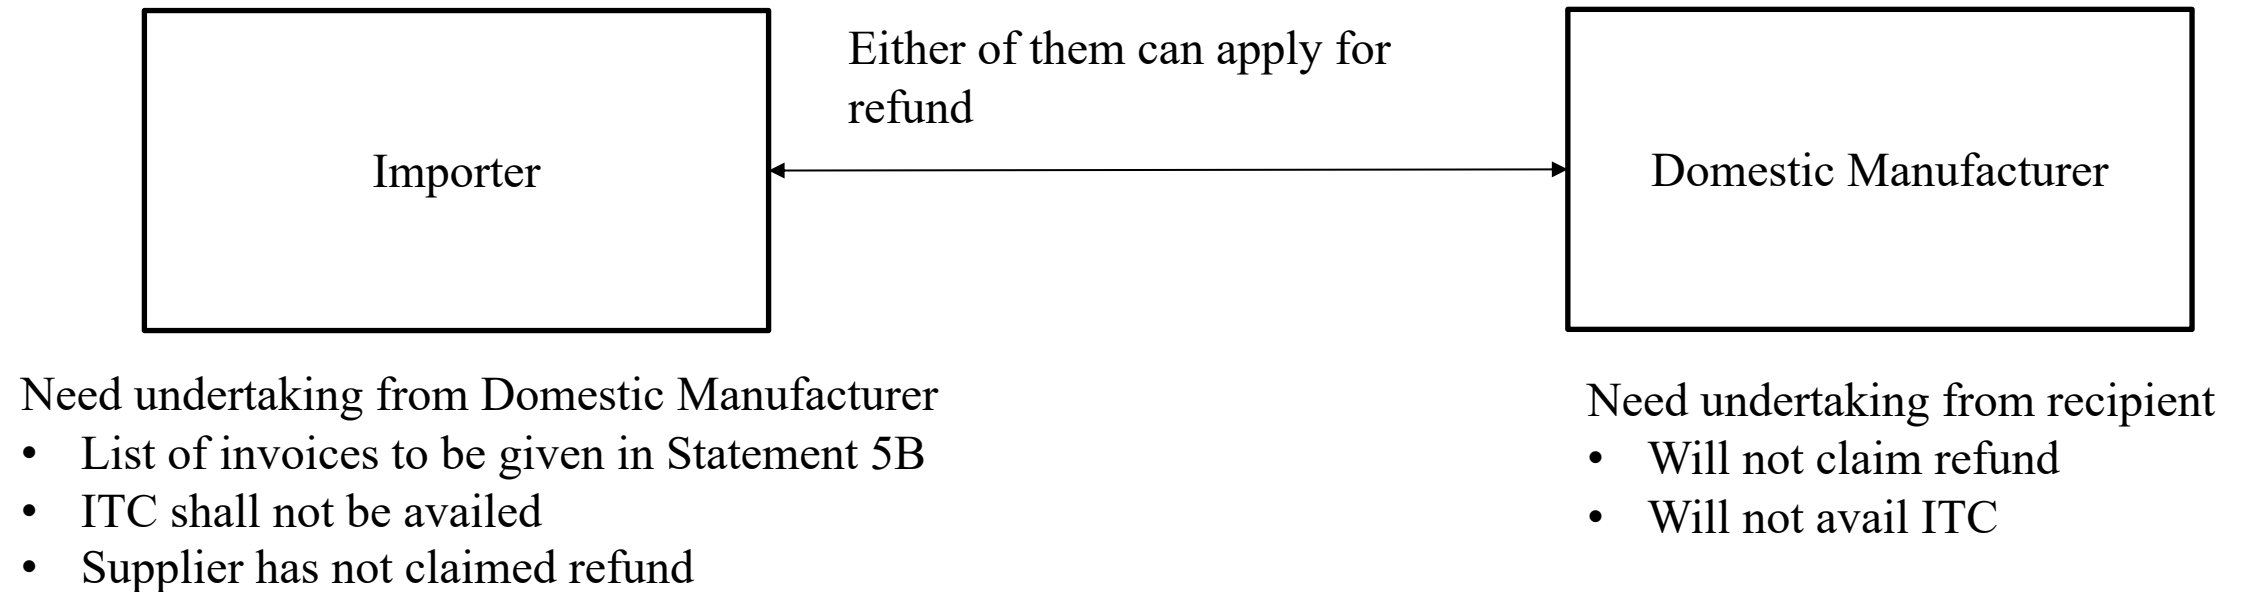 Importer
Either of them can apply for
refund
Domestic Manufacturer
Need undertaking from Domestic Manufacturer
• List of invoices to be given in Statement 5B
• ITC shall not be availed
• Supplier has not claimed refund
Need undertaking from recipient
• Will not claim refund
• Will not avail ITC